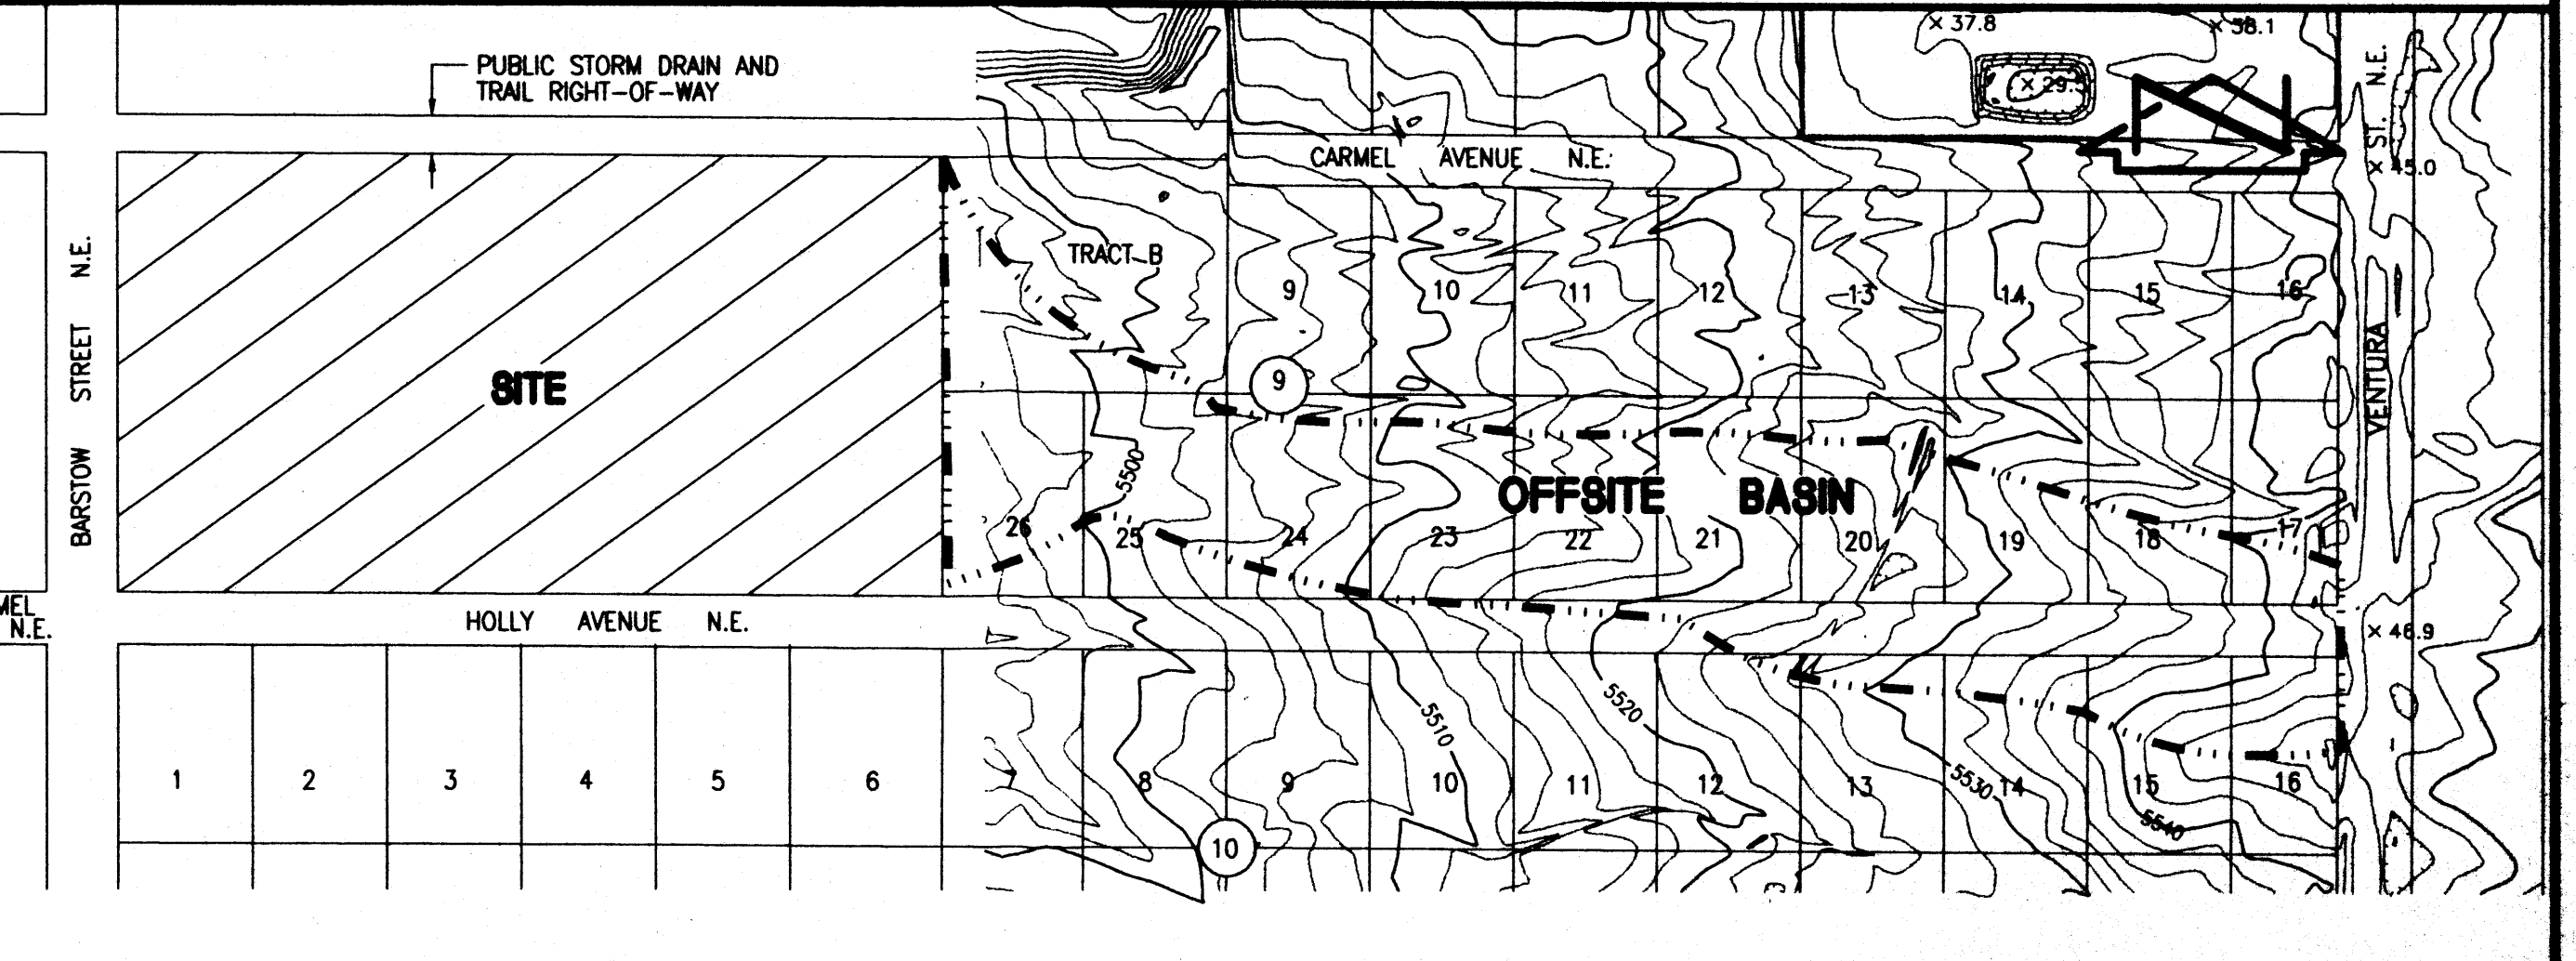 PUBLIC STORM DRAIN AND
TRAIL RIGHT-OF-WAY
× 37.8
× 38.1
× 29.
ST. N.E.
× 45.0
CARMEL AVENUE N.E.
TRACT B
BARSTOW STREET N.E.
SITE
9 10 11 12 13 14 15 16
9
VENTURA
5500
OFFSITE BASIN
26 25 24 23 22 21 20 19 18 17
MEL
N.E.
HOLLY AVENUE N.E.
× 46.9
5510
5520
5530
5540
1 2 3 4 5 6 7 8 9 10 11 12 13 14 15 16
10